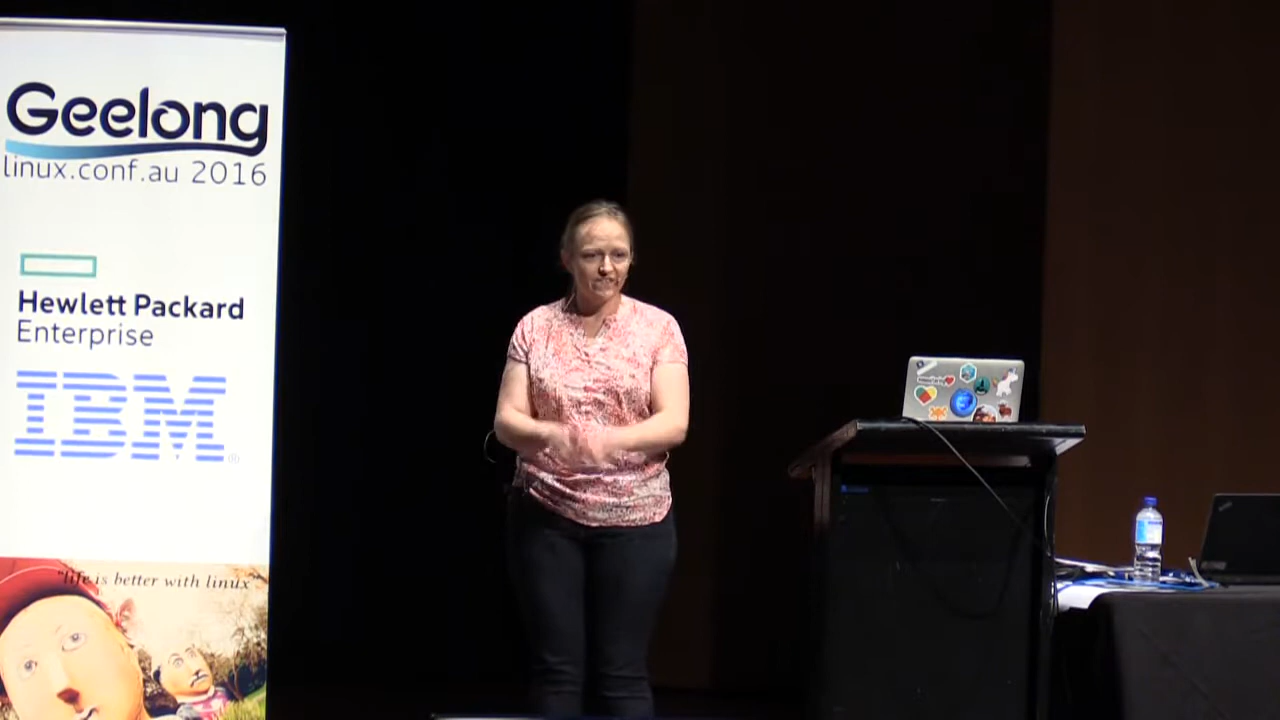 Geelong
linux.conf.au 2016
Hewlett Packard
Enterprise
IBM
"life is better with linux"